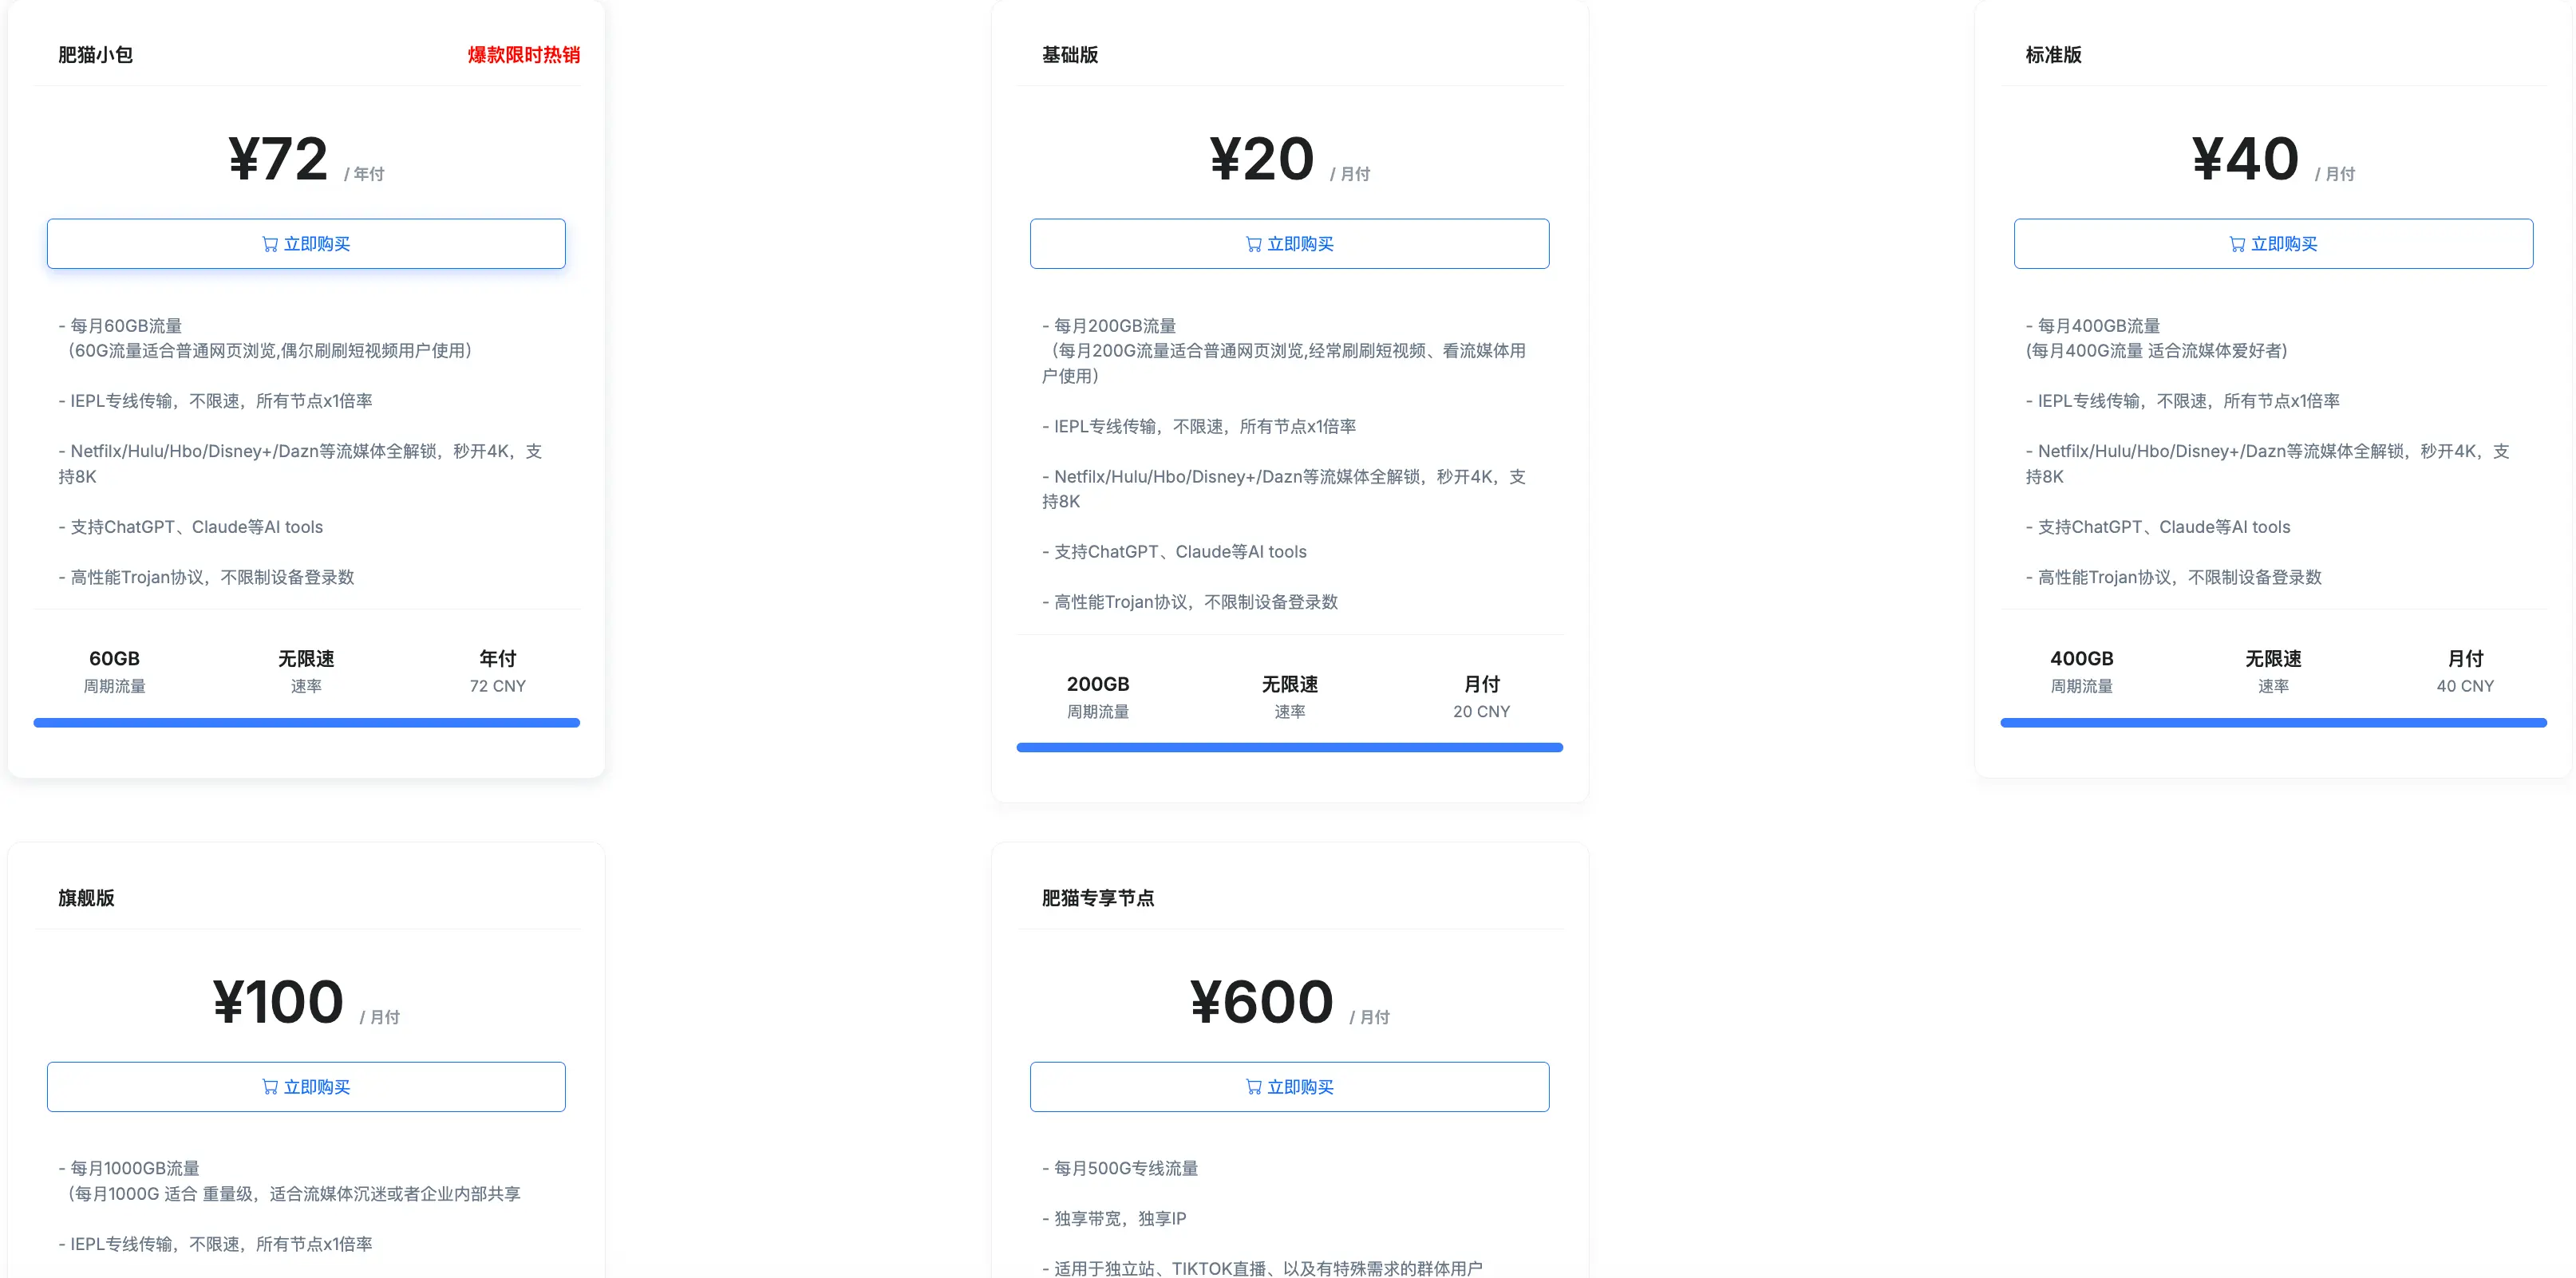 肥猫小包
爆款限时热销
¥72 / 年付
立即购买
- 每月60GB流量
（60G流量适合普通网页浏览,偶尔刷刷短视频用户使用）
- IEPL专线传输，不限速，所有节点x1倍率
- Netfilx/Hulu/Hbo/Disney+/Dazn等流媒体全解锁，秒开4K，支
持8K
- 支持ChatGPT、Claude等AI tools
- 高性能Trojan协议，不限制设备登录数
60GB
周期流量
无限速
速率
年付
72 CNY
基础版
¥20 / 月付
立即购买
- 每月200GB流量
（每月200G流量适合普通网页浏览,经常刷刷短视频、看流媒体用
户使用）
- IEPL专线传输，不限速，所有节点x1倍率
- Netfilx/Hulu/Hbo/Disney+/Dazn等流媒体全解锁，秒开4K，支
持8K
- 支持ChatGPT、Claude等AI tools
- 高性能Trojan协议，不限制设备登录数
200GB
周期流量
无限速
速率
月付
20 CNY
标准版
¥40 / 月付
立即购买
- 每月400GB流量
(每月400G流量 适合流媒体爱好者)
- IEPL专线传输，不限速，所有节点x1倍率
- Netfilx/Hulu/Hbo/Disney+/Dazn等流媒体全解锁，秒开4K，支
持8K
- 支持ChatGPT、Claude等AI tools
- 高性能Trojan协议，不限制设备登录数
400GB
周期流量
无限速
速率
月付
40 CNY
旗舰版
¥100 / 月付
立即购买
- 每月1000GB流量
（每月1000G 适合 重量级，适合流媒体沉迷或者企业内部共享
- IEPL专线传输，不限速，所有节点x1倍率
肥猫专享节点
¥600 / 月付
立即购买
- 每月500G专线流量
- 独享带宽，独享IP
- 适用于独立站、TIKTOK直播、以及有特殊需求的群体用户